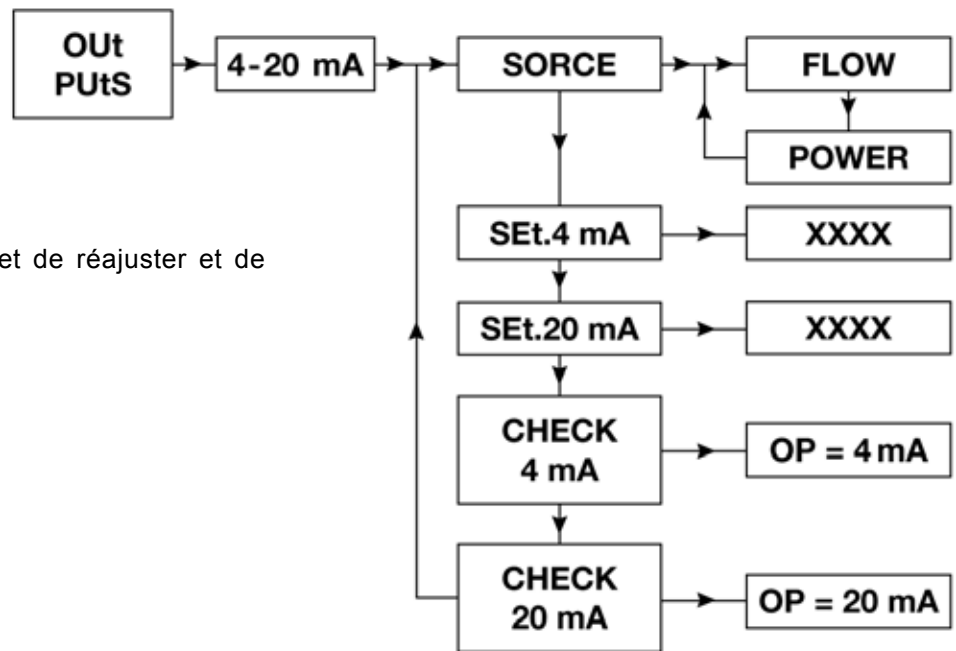 OUt
PUtS
4-20 mA
SORCE
FLOW
POWER
SEt.4 mA
XXXX
et de réajuster et de
SEt.20 mA
XXXX
CHECK
4 mA
OP = 4 mA
CHECK
20 mA
OP = 20 mA